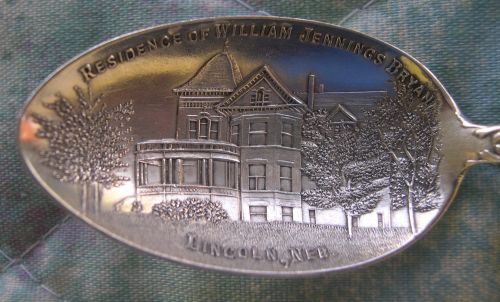 RESIDENCE OF WILLIAM JENNINGS BRYAN
LINCOLN, NEB.